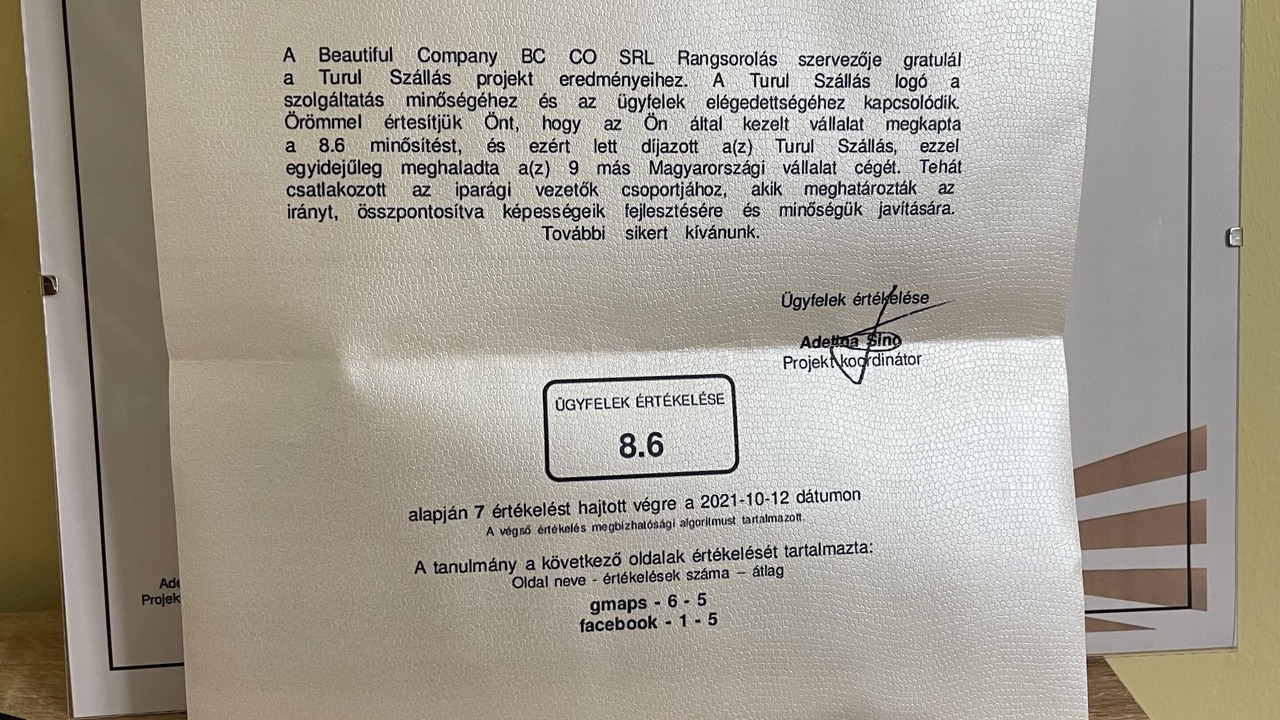 A Beautiful Company BC CO SRL Rangsorolás szervezője gratulál
a Turul Szállás projekt eredményeihez. A Turul Szállás logó a
szolgáltatás minőségéhez és az ügyfelek elégedettségéhez kapcsolódik.
Örömmel értesítjük Önt, hogy az Ön által kezelt vállalat megkapta
a 8.6 minősítést, és ezért lett díjazott a(z) Turul Szállás, ezzel
egyidejűleg meghaladta a(z) 9 más Magyarországi vállalat cégét. Tehát
csatlakozott az iparági vezetők csoportjához, akik meghatározták az
irányt, összpontosítva képességeik fejlesztésére és minőségük javítására.
További sikert kívánunk.
Ügyfelek értékelése
Projekt koordinátor
ÜGYFELEK ÉRTÉKELÉSE
8.6
alapján 7 értékelést hajtott végre a 2021-10-12 dátumon
A végső értékelés megbízhatósági algoritmust tartalmazott.
A tanulmány a következő oldalak értékelését tartalmazta:
Oldal neve - értékelések száma – átlag
gmaps - 6 - 5
facebook - 1 - 5
Ade
Projek